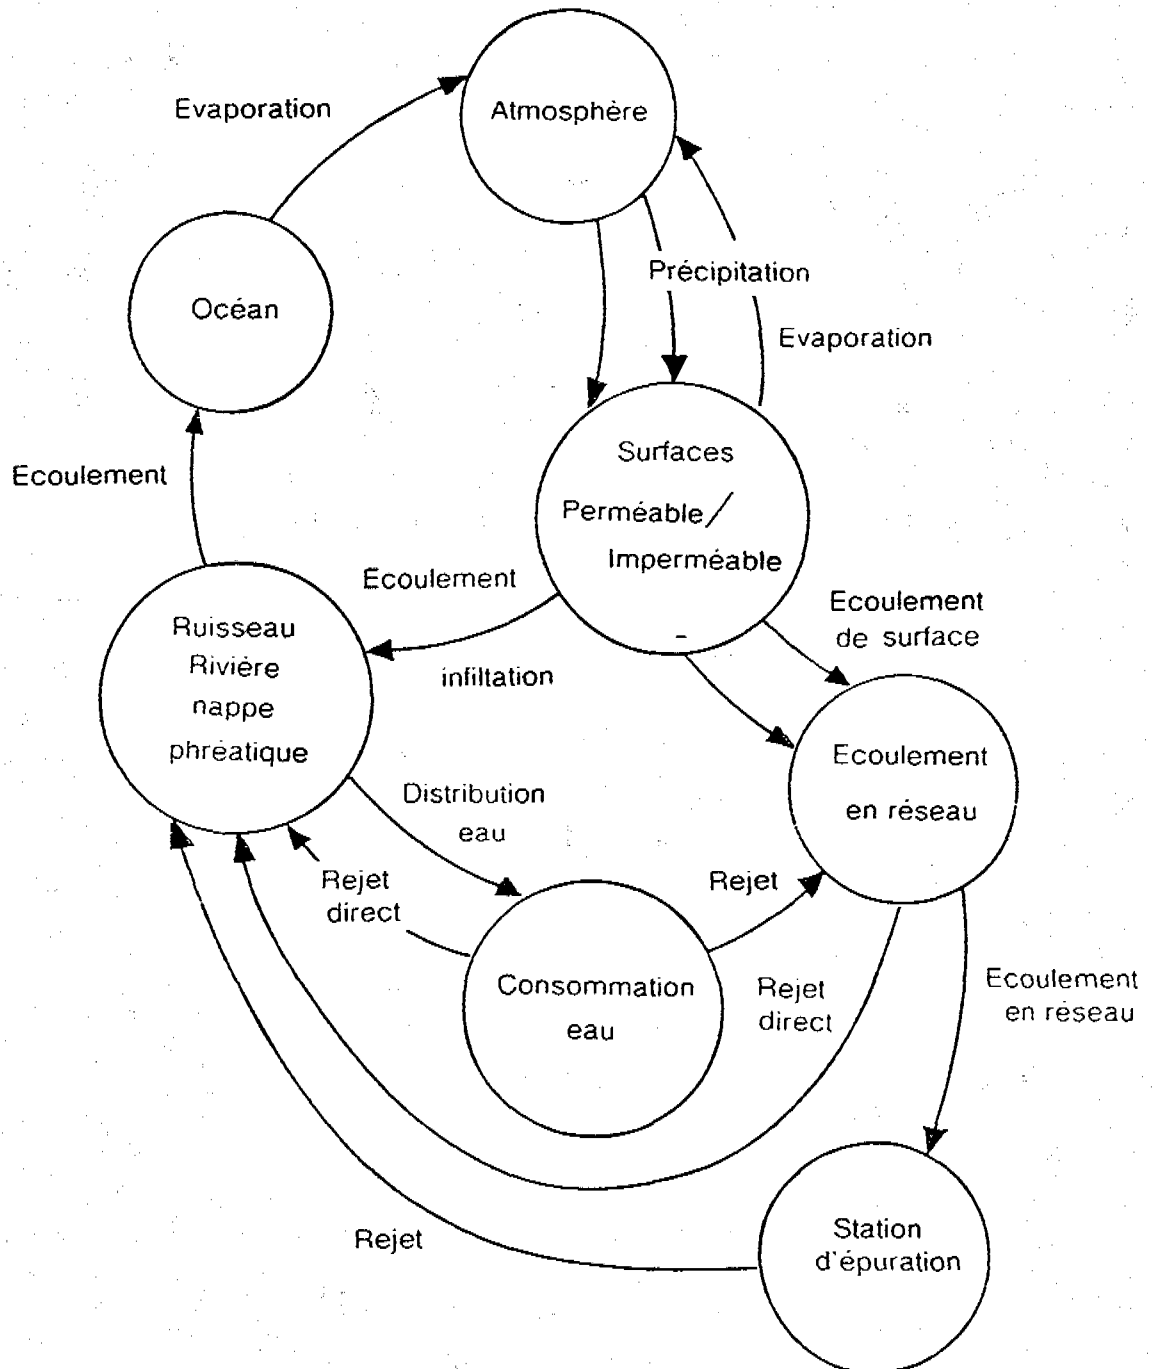 Evaporation
Atmosphère
Océan
Précipitation
Evaporation
Ecoulement
Surfaces
Perméable/
Imperméable
Ecoulement
infiltation
Ecoulement
de surface
Ruisseau
Rivière
nappe
phréatique
Ecoulement
en réseau
Distribution
eau
Rejet
direct
Rejet
Consommation
eau
Rejet
direct
Ecoulement
en réseau
Rejet
Station
d'épuration